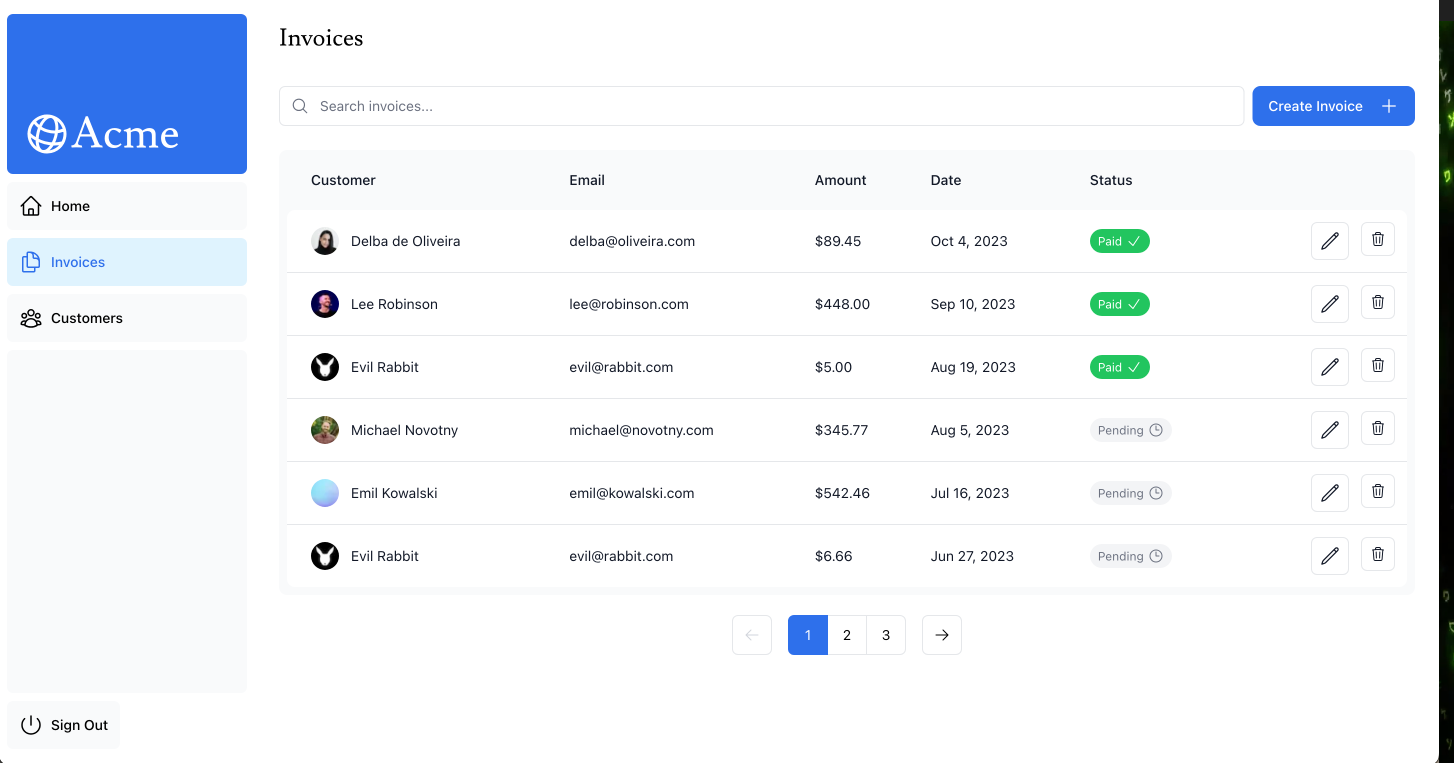 Acme
Home
Invoices
Customers
Sign Out
Invoices
Search invoices...
Create Invoice
Customer Email Amount Date Status
Delba de Oliveira delba@oliveira.com $89.45 Oct 4, 2023 Paid
Lee Robinson lee@robinson.com $448.00 Sep 10, 2023 Paid
Evil Rabbit evil@rabbit.com $5.00 Aug 19, 2023 Paid
Michael Novotny michael@novotny.com $345.77 Aug 5, 2023 Pending
Emil Kowalski emil@kowalski.com $542.46 Jul 16, 2023 Pending
Evil Rabbit evil@rabbit.com $6.66 Jun 27, 2023 Pending
1 2 3